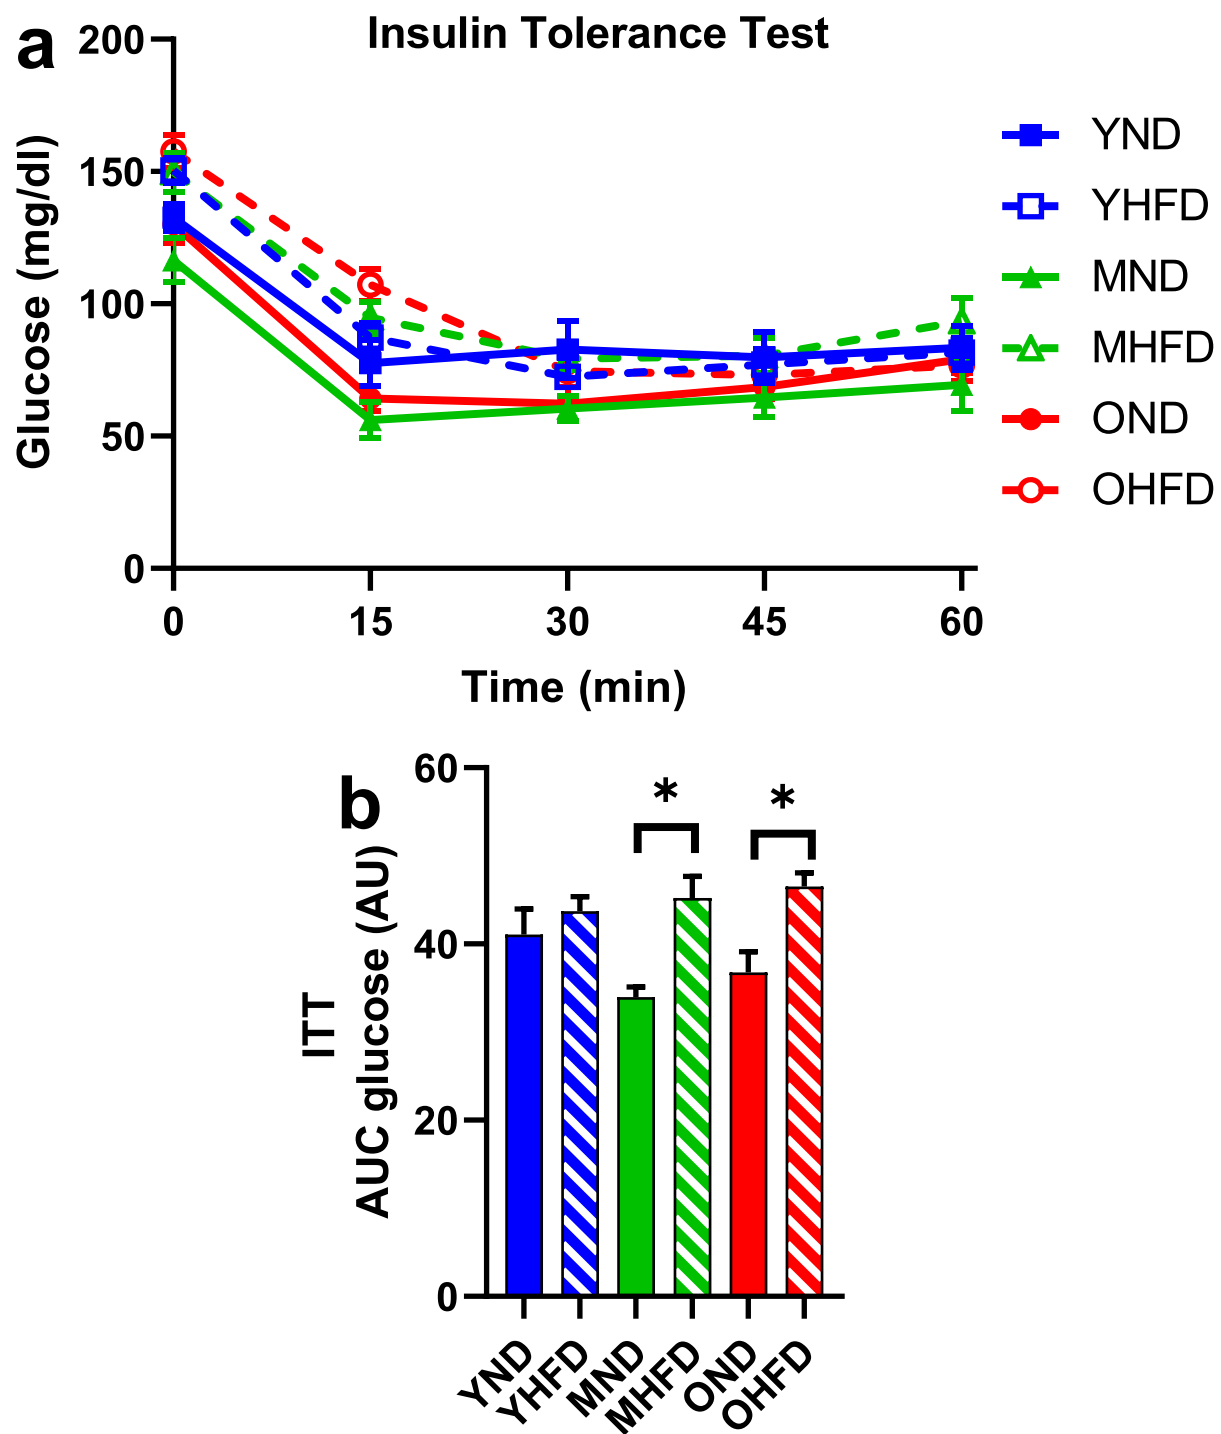 a
Insulin Tolerance Test
Glucose (mg/dl)
200
150
100
50
0
0 15 30 45 60
Time (min)
YND
YHFD
MND
MHFD
OND
OHFD
b
ITT
AUC glucose (AU)
60
40
20
0
* *
YND YHFD MND MHFD OND OHFD